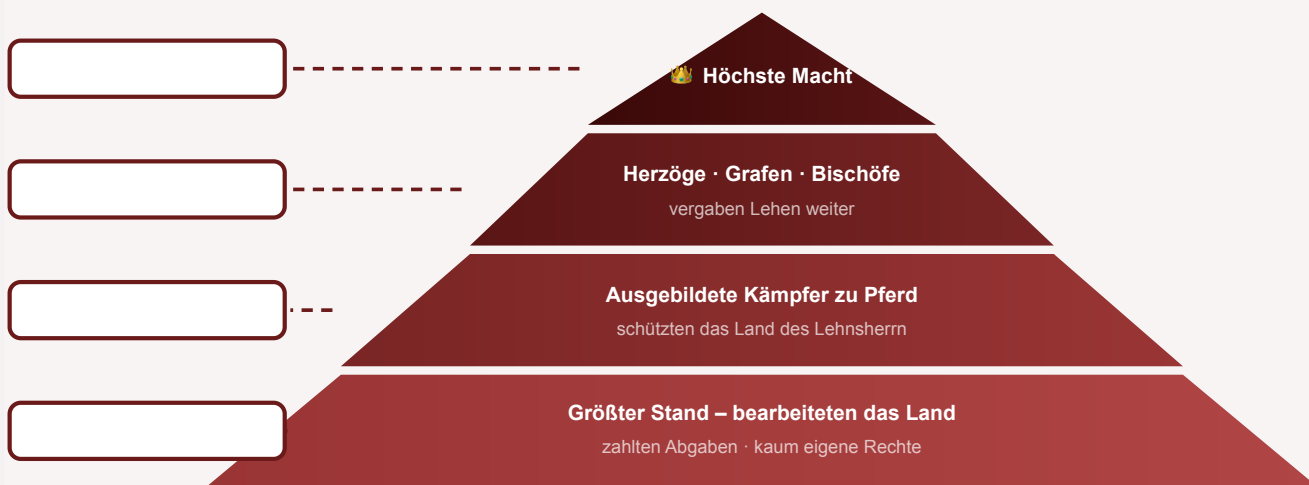 👑 Höchste Macht
Herzöge · Grafen · Bischöfe
vergaben Lehen weiter
Ausgebildete Kämpfer zu Pferd
schützten das Land des Lehnsherrn
Größter Stand – bearbeiteten das Land
zahlten Abgaben · kaum eigene Rechte